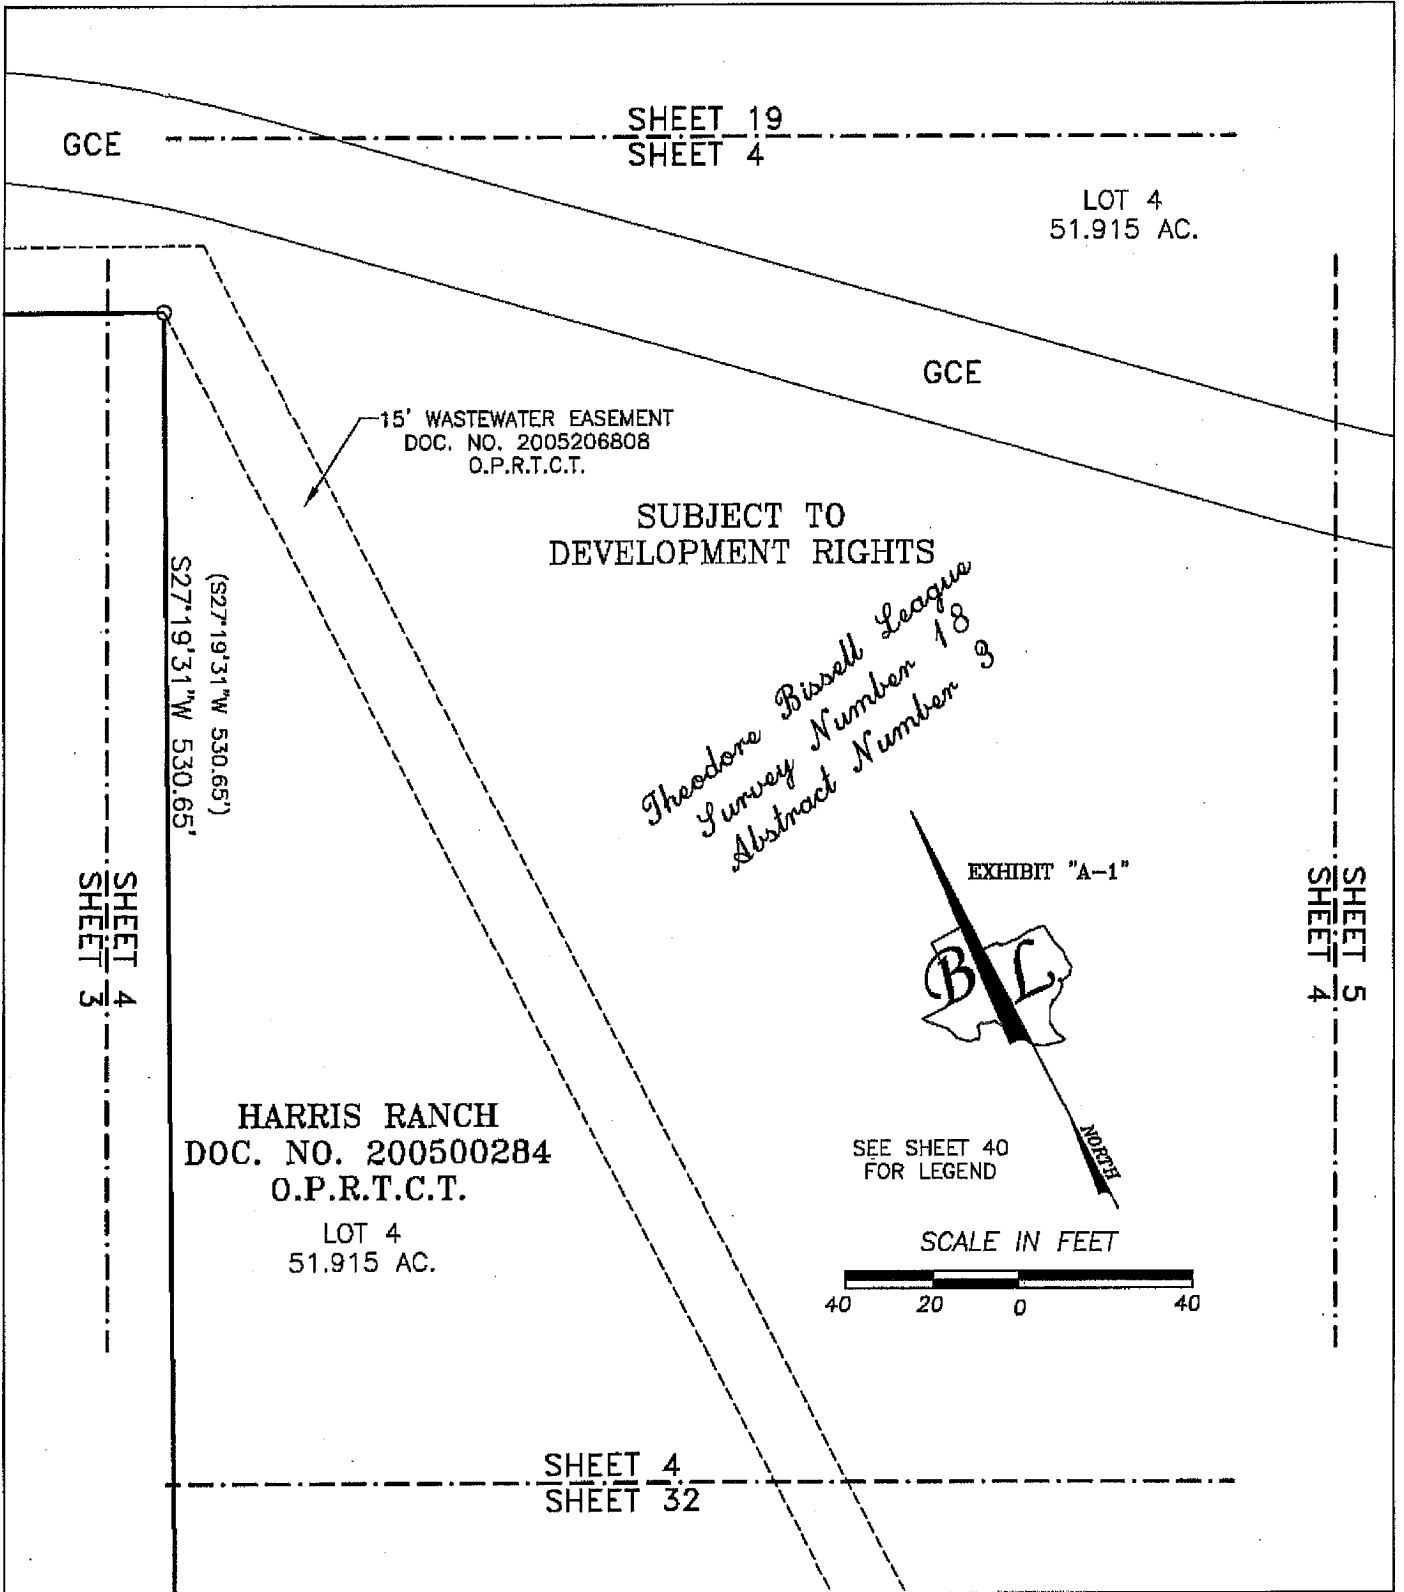 SHEET 19
SHEET 4
GCE
LOT 4
51.915 AC.
GCE
15' WASTEWATER EASEMENT
DOC. NO. 2005206808
O.P.R.T.C.T.
SUBJECT TO
DEVELOPMENT RIGHTS
Theodore Bissell League
Survey Number 18
Abstract Number 3
(S27°19'31"W 530.65')
S27°19'31"W 530.65'
EXHIBIT "A-1"
SHEET 4
SHEET 3
SHEET 5
SHEET 4
B L
NORTH
HARRIS RANCH
DOC. NO. 200500284
O.P.R.T.C.T.
LOT 4
51.915 AC.
SEE SHEET 40
FOR LEGEND
SCALE IN FEET
40 20 0 40
SHEET 4
SHEET 32